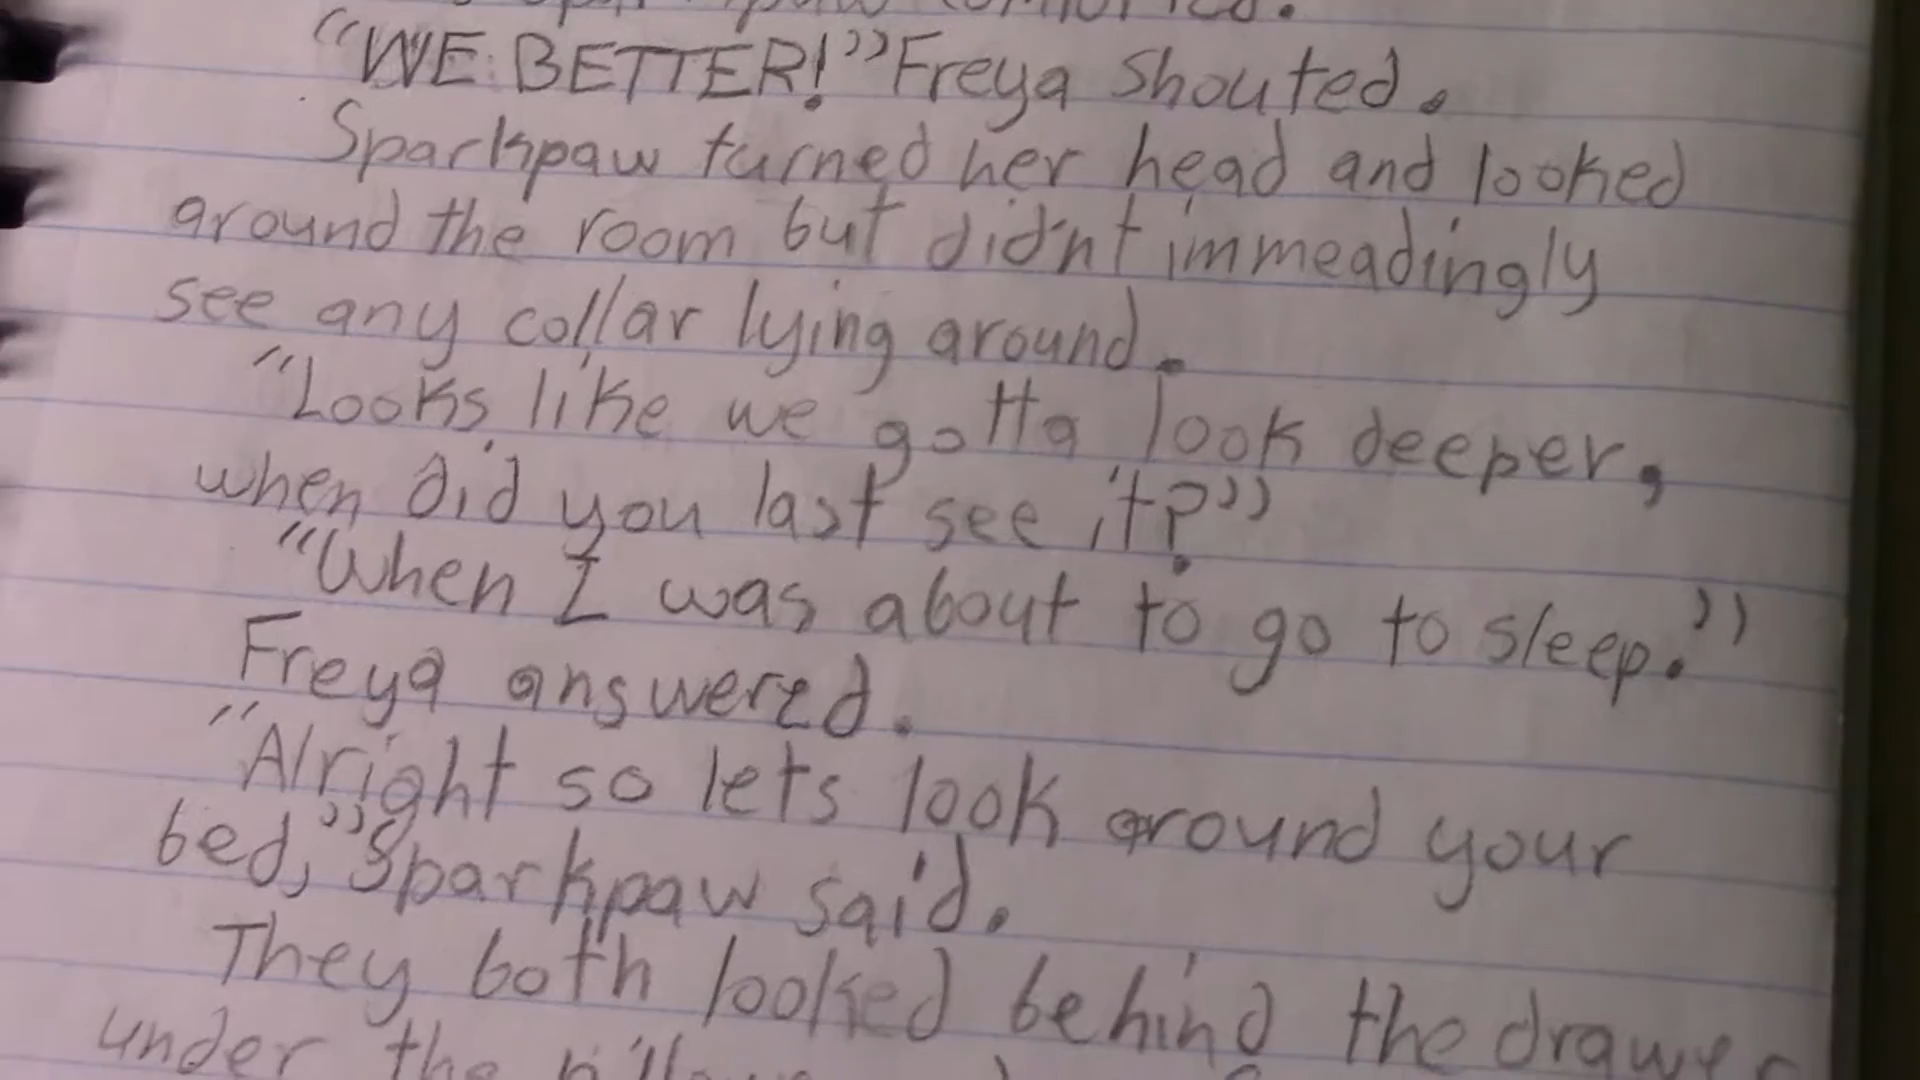 "WE BETTER!" Freya shouted.
Sparkpaw turned her head and looked
around the room but didn't immeadingly
see any collar lying around.
"Looks like we gotta look deeper,
when did you last see it?"
"When I was about to go to sleep."
Freya answered.
"Alright so lets look around your
bed," Sparkpaw said.
They both looked behind the drawer
under the